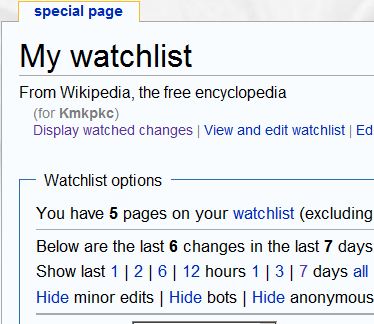 special page
My watchlist
From Wikipedia, the free encyclopedia
(for Kmkpkc)
Display watched changes | View and edit watchlist | Ed
Watchlist options
You have 5 pages on your watchlist (excluding
Below are the last 6 changes in the last 7 days
Show last 1 | 2 | 6 | 12 hours 1 | 3 | 7 days all
Hide minor edits | Hide bots | Hide anonymous